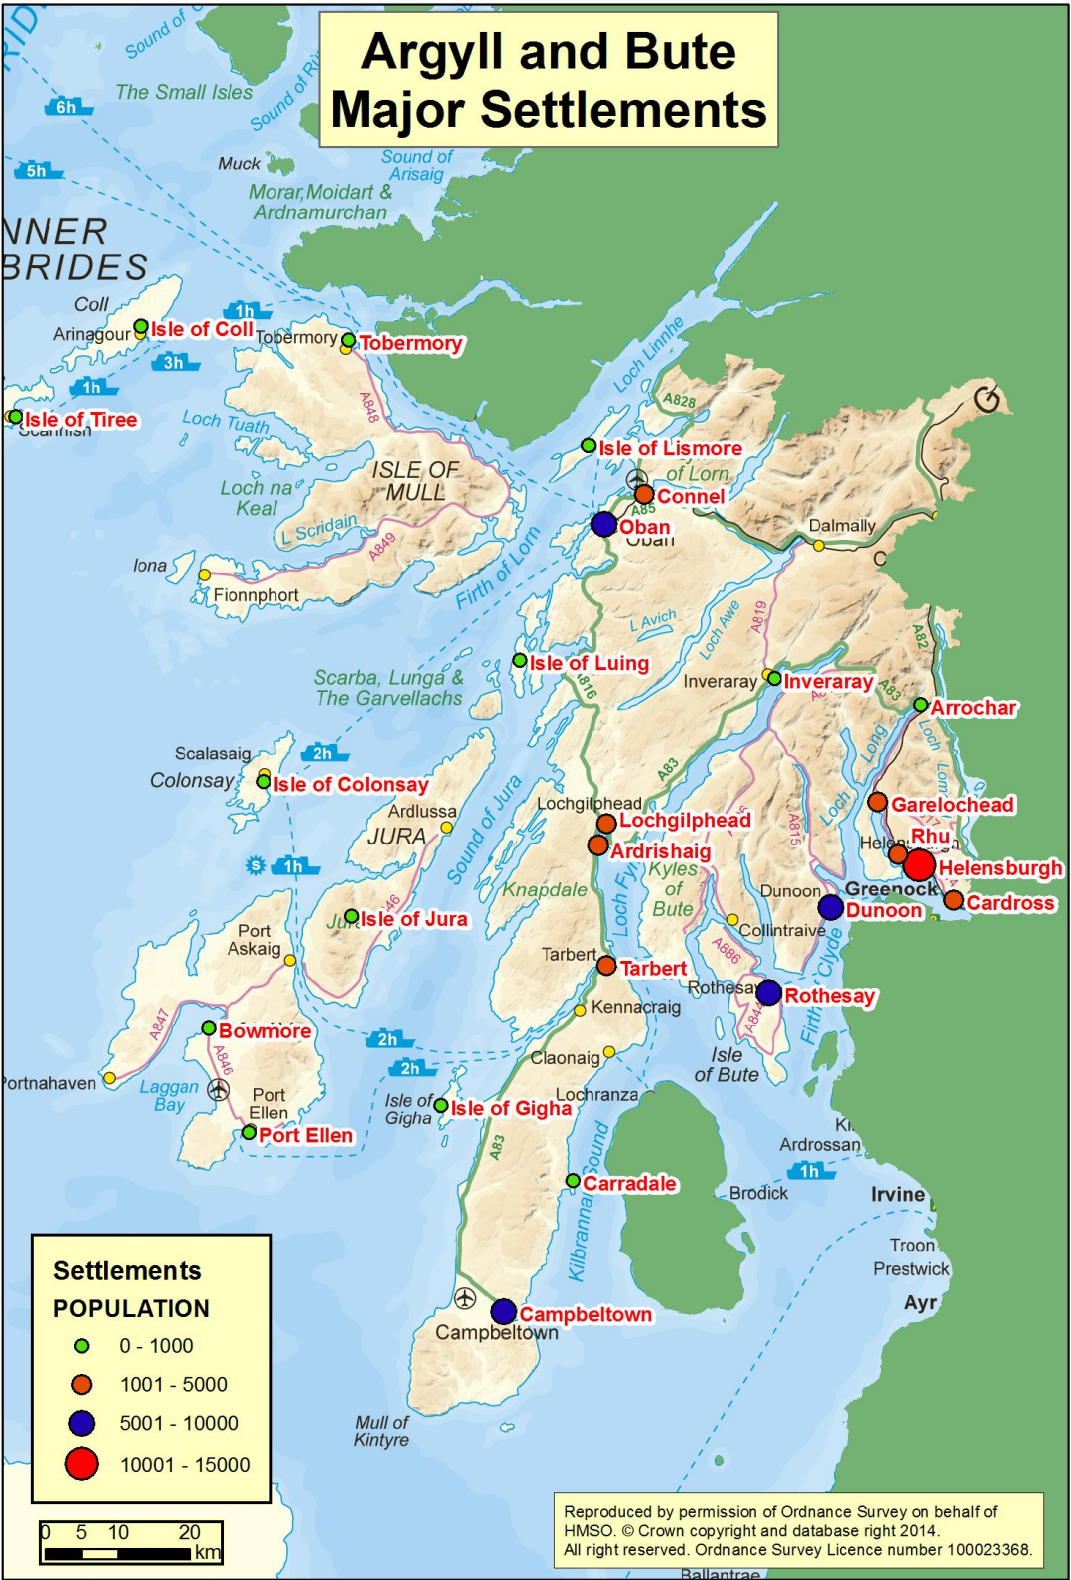 Argyll and Bute
Major Settlements
The Small Isles
Muck
Sound of
Arisaig
Morar,Moidart &
Ardnamurchan
6h
5h
Coll
Arinagour
Isle of Coll
1h
Tobermory
Tobermory
3h
1h
Isle of Tiree
Loch Tuath
A848
Loch Linnhe
A828
Isle of Lismore
of Lorn
ISLE OF
MULL
Loch na
Keal
L Scridain
A849
Connel
A85
Oban
Oban
Dalmally
Iona
Fionnphort
Firth of Lorn
L Avich
Loch Awe
A819
A82
Isle of Luing
A816
Scarba, Lunga &
The Garvellachs
Inveraray
Inveraray
A83
Arrochar
Scalasaig
2h
Colonsay
Isle of Colonsay
Ardlussa
JURA
Sound of Jura
A83
Loch Long
Loch
Lochgilphead
Lochgilphead
Ardrishaig
Garelochead
Rhu
Helensburgh
A815
1h
Knapdale
Kyles
of
Bute
Dunoon
Greenock
Dunoon
Cardross
Isle of Jura
Port
Askaig
Collintraive
A886
Tarbert
Tarbert
Rothesay
A844
Firth of Clyde
Kennacraig
A847
Bowmore
A846
2h
2h
Claonaig
Isle
of Bute
Portnahaven
Laggan
Bay
Port
Ellen
Port Ellen
Isle of
Gigha
Isle of Gigha
Lochranza
A83
Ardrossan
Carradale
Kilbrannan Sound
1h
Brodick
Irvine
Troon
Prestwick
Ayr
Campbeltown
Campbeltown
Mull of
Kintyre
Settlements
POPULATION
0 - 1000
1001 - 5000
5001 - 10000
10001 - 15000
0 5 10 20
km
Reproduced by permission of Ordnance Survey on behalf of
HMSO. © Crown copyright and database right 2014.
All right reserved. Ordnance Survey Licence number 100023368.
Ballantrae